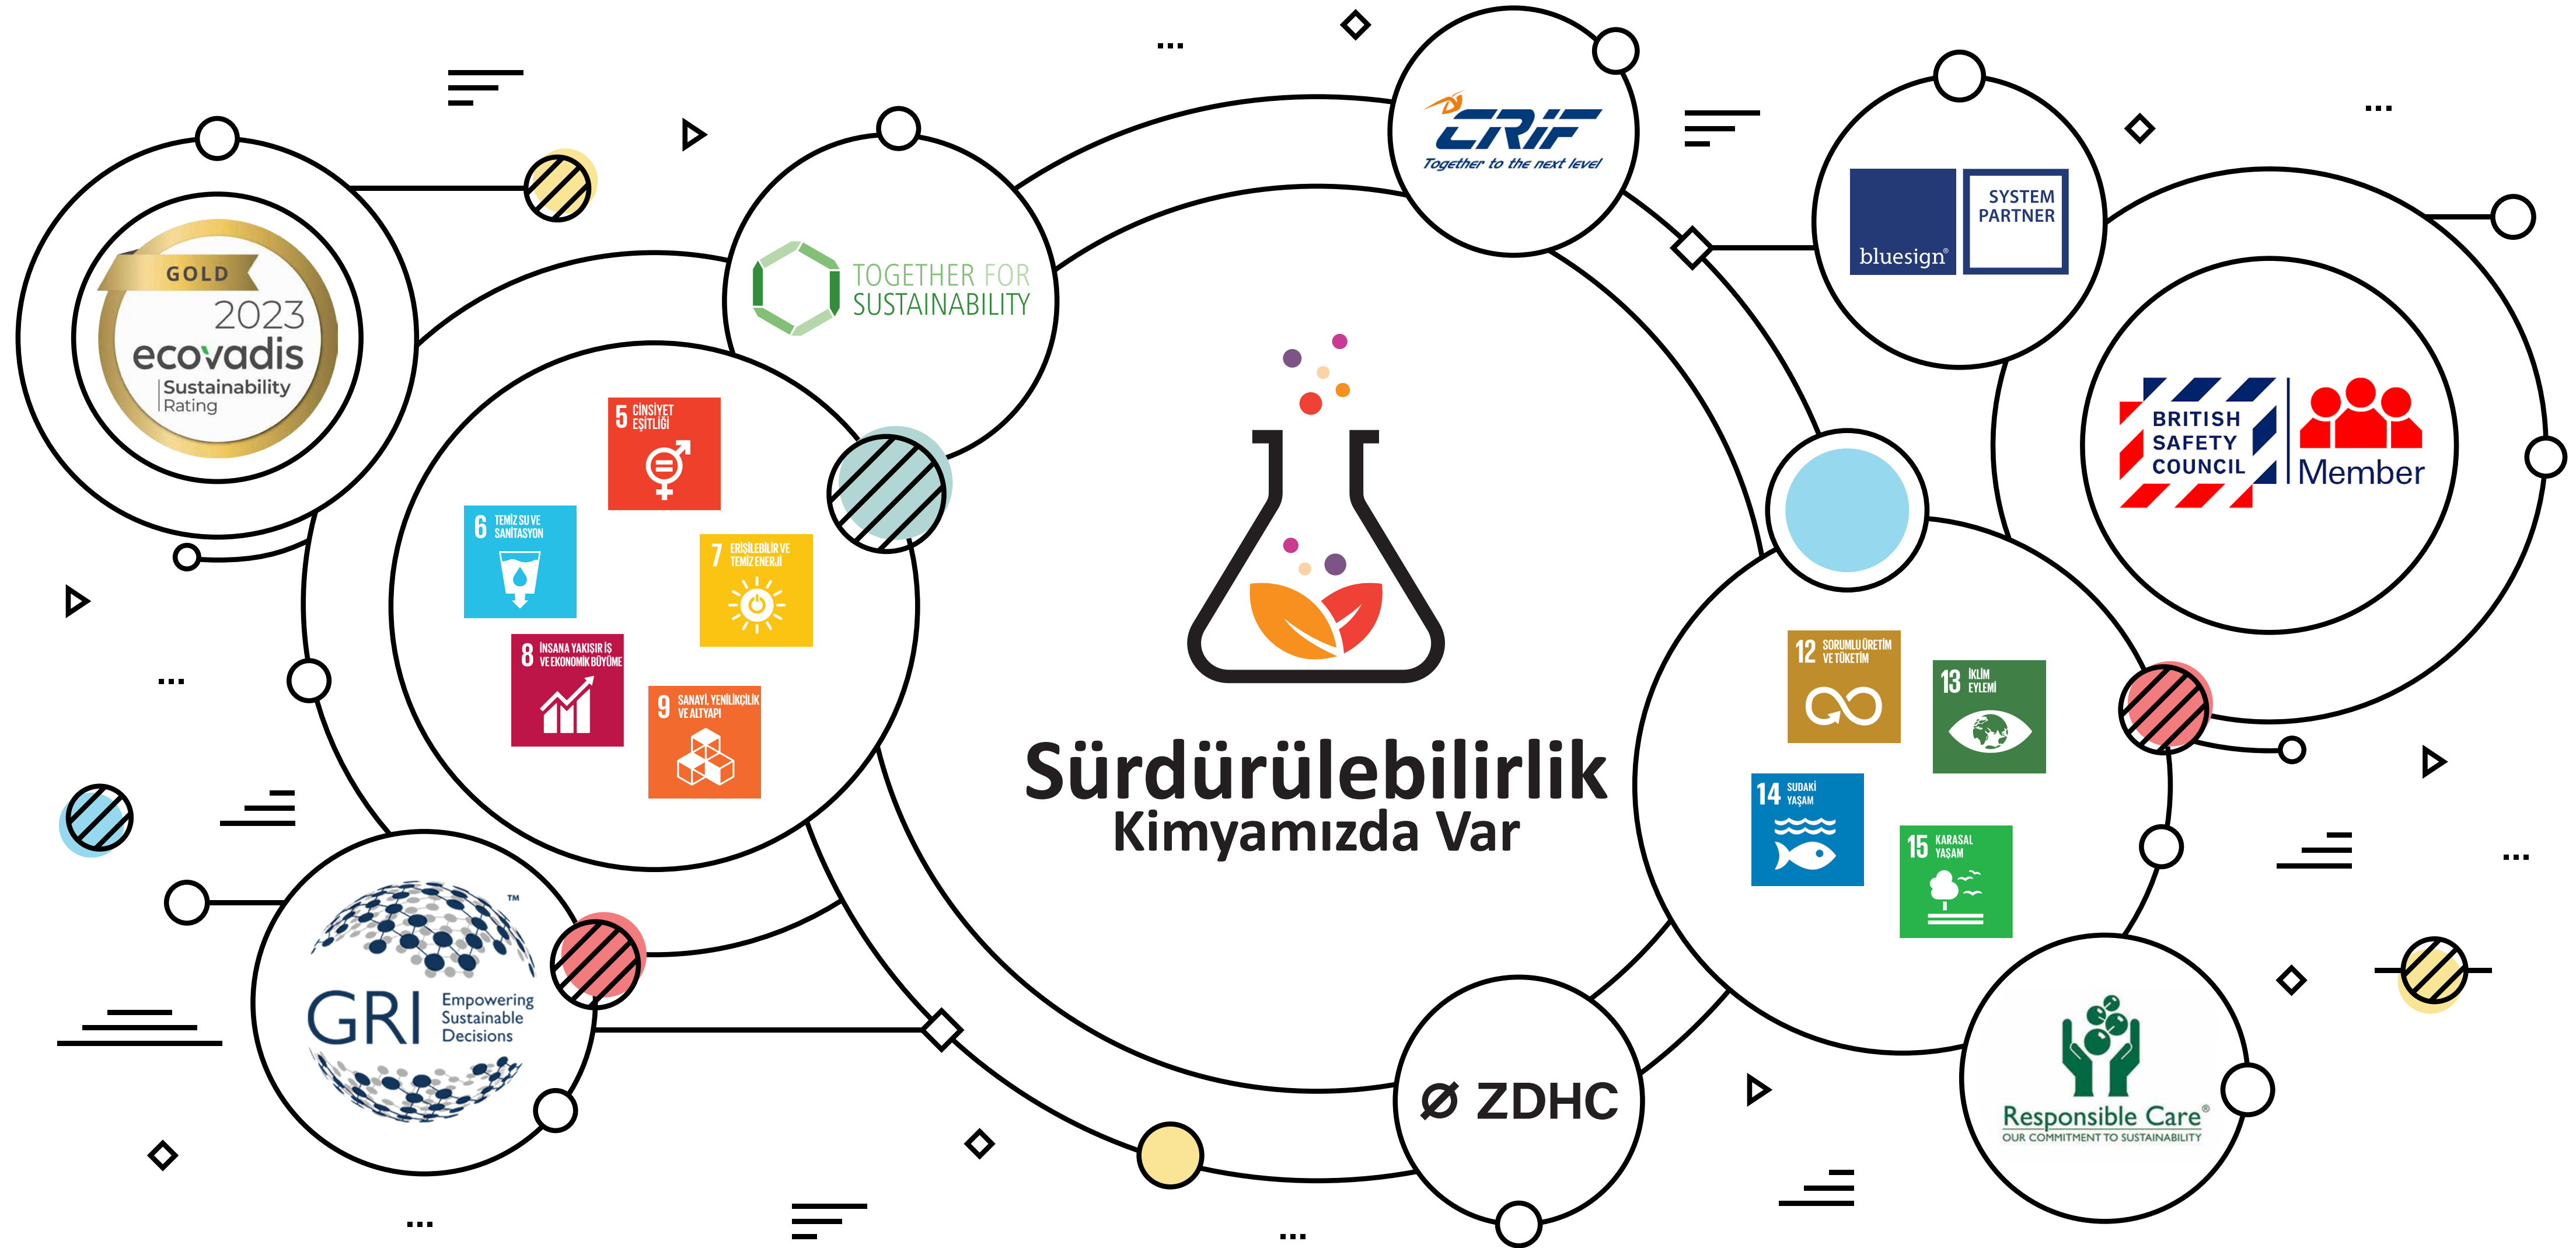 GOLD
2023
ecovadis
Sustainability
Rating
TOGETHER FOR
SUSTAINABILITY
CRIF
Together to the next level
bluesign®
SYSTEM
PARTNER
BRITISH
SAFETY
COUNCIL
Member
5 CİNSİYET
EŞİTLİĞİ
6 TEMİZ SU VE
SANİTASYON
7 ERİŞİLEBİLİR VE
TEMİZ ENERJİ
8 İNSANA YAKIŞIR İŞ
VE EKONOMİK BÜYÜME
9 SANAYİ, YENİLİKÇİLİK
VE ALTYAPI
Sürdürülebilirlik
Kimyamızda Var
12 SORUMLU ÜRETİM
VE TÜKETİM
13 İKLİM
EYLEMİ
14 SUDAKİ
YAŞAM
15 KARASAL
YAŞAM
GRI
TM
Empowering
Sustainable
Decisions
ZDHC
Responsible Care®
OUR COMMITMENT TO SUSTAINABILITY